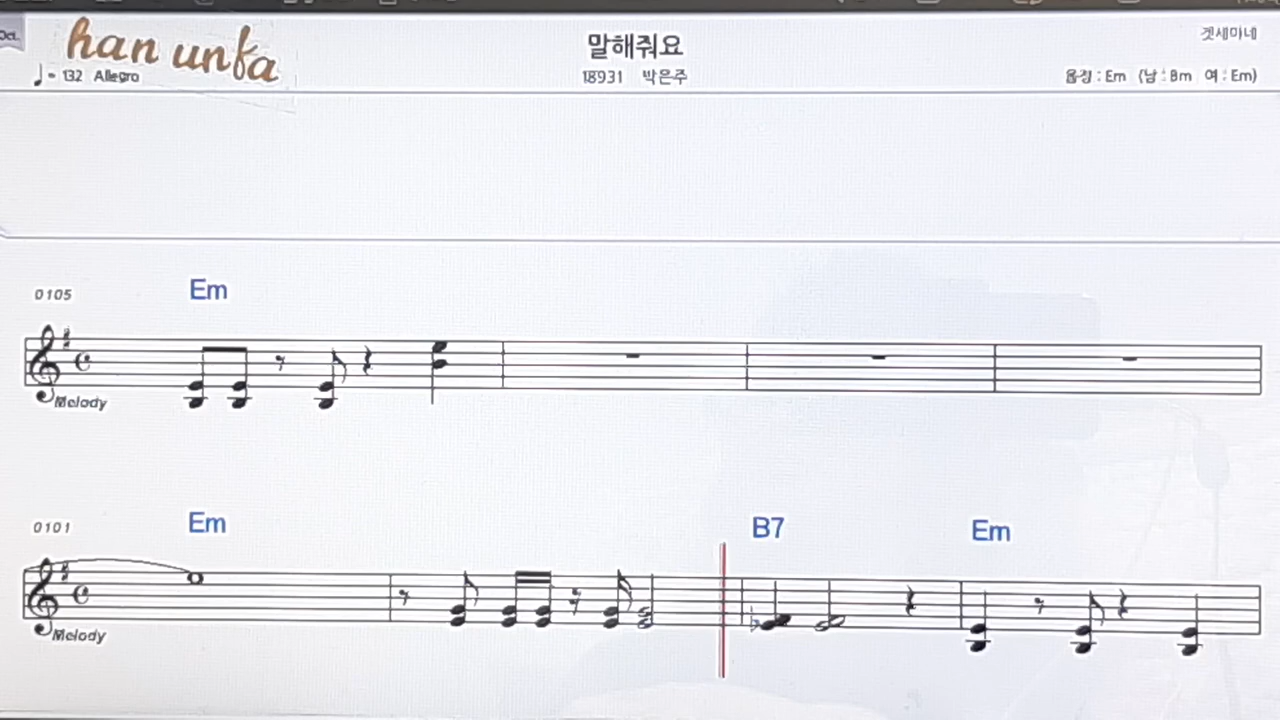 Oct.
han unfa
말해줘요
겟세마네
♩= 132 Allegro
18931 박은주
음정 : Em (남 : Bm 여 : Em)
0105
Em
Melody
0101
Em
B7
Em
Melody